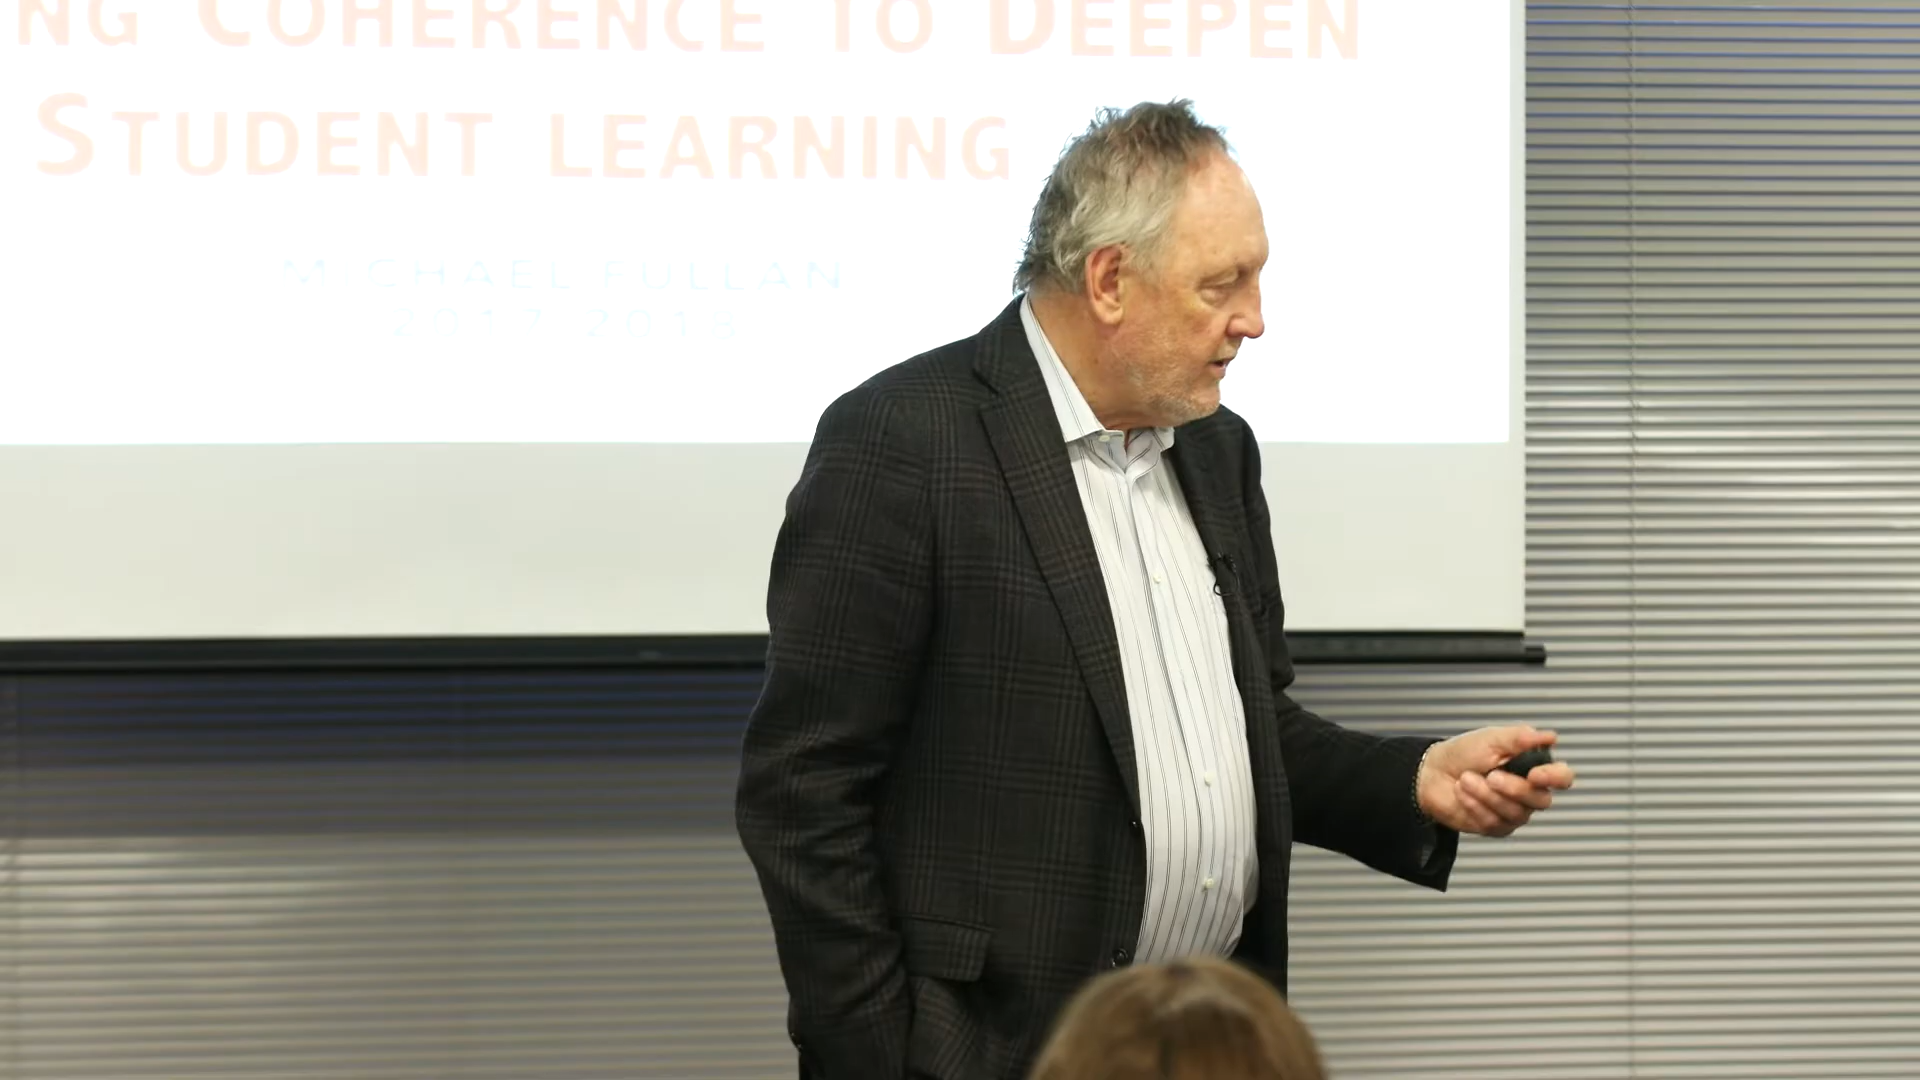 NG COHERENCE TO DEEPEN
STUDENT LEARNING
MICHAEL FULLAN
2017 2018